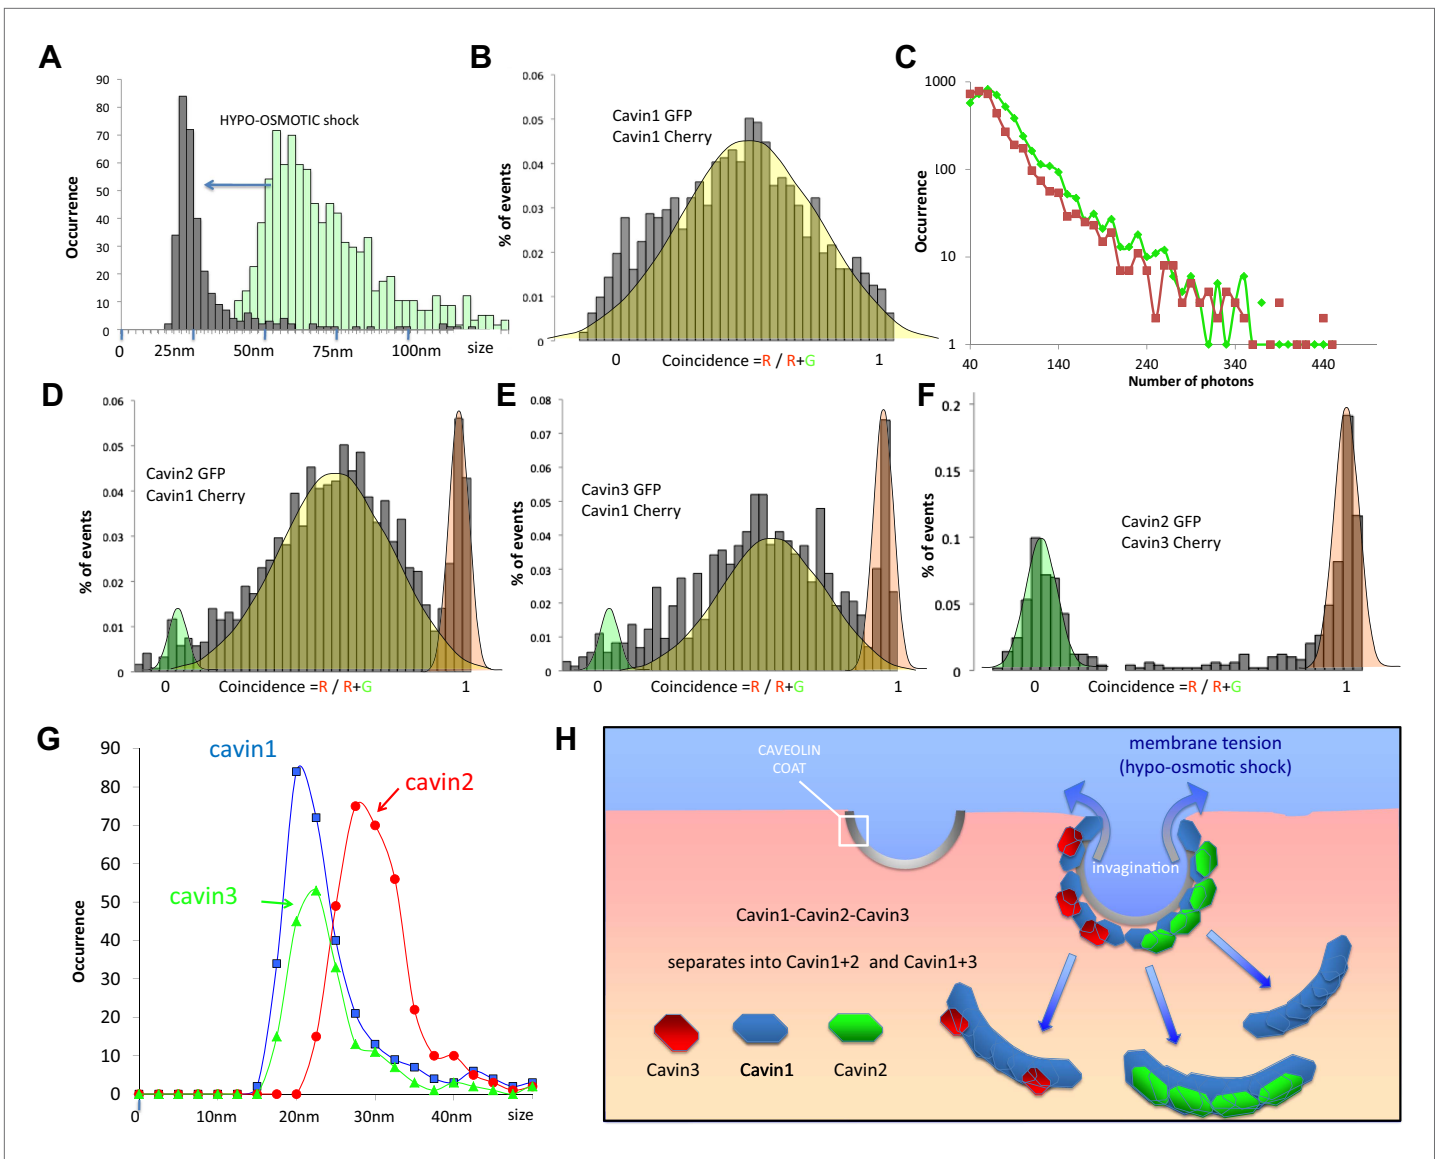 A
90
80
70
60
50
40
30
20
10
0
Occurrence
HYPO-OSMOTIC shock
0 25nm 50nm 75nm 100nm size
B
0.06
0.05
0.04
0.03
0.02
0.01
0
% of events
Cavin1 GFP
Cavin1 Cherry
0 Coincidence =R / R+G 1
C
1000
100
10
1
Occurrence
40 140 240 340 440
Number of photons
D
0.06
0.05
0.04
0.03
0.02
0.01
0
% of events
Cavin2 GFP
Cavin1 Cherry
0 Coincidence =R / R+G 1
E
0.08
0.07
0.06
0.05
0.04
0.03
0.02
0.01
0
% of events
Cavin3 GFP
Cavin1 Cherry
0 Coincidence =R / R+G 1
F
0.2
0.15
0.1
0.05
0
% of events
Cavin2 GFP
Cavin3 Cherry
0 Coincidence =R / R+G 1
G
90
80
70
60
50
40
30
20
10
0
Occurrence
cavin1
cavin2
cavin3
0 10nm 20nm 30nm 40nm size
H
CAVEOLIN
COAT
membrane tension
(hypo-osmotic shock)
invagination
Cavin1-Cavin2-Cavin3
separates into Cavin1+2 and Cavin1+3
Cavin3 Cavin1 Cavin2